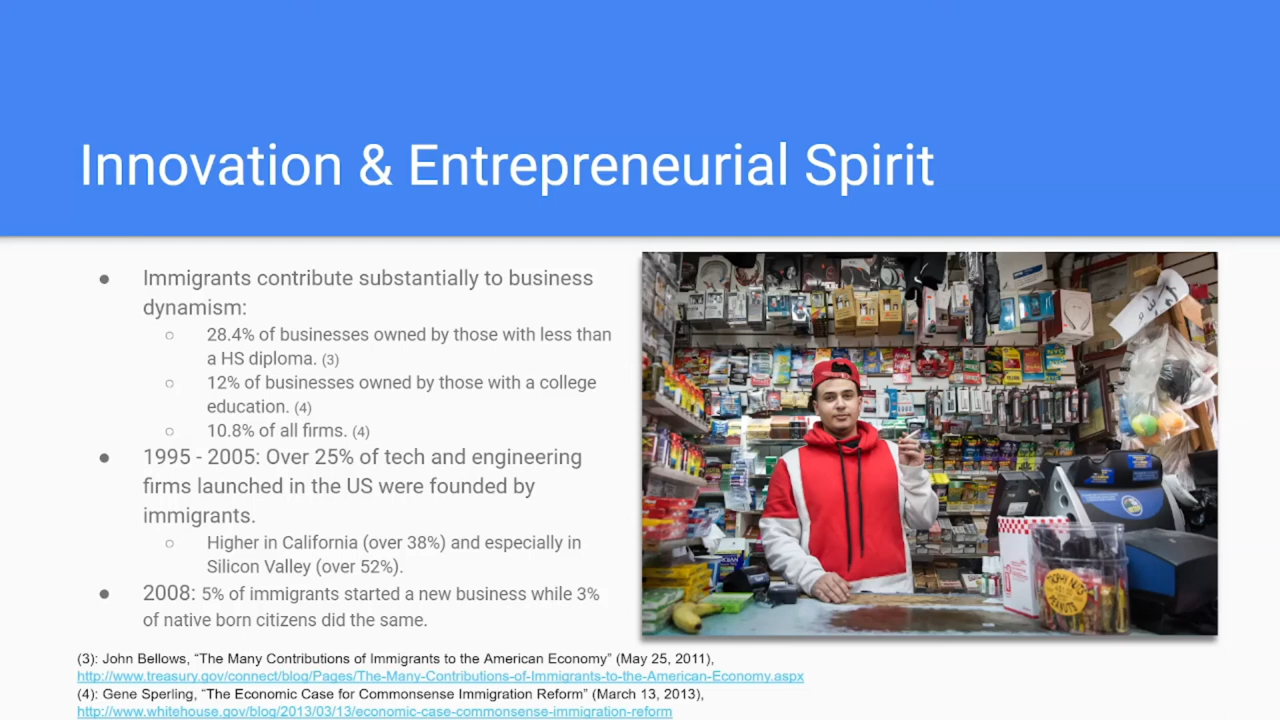 Innovation & Entrepreneurial Spirit
● Immigrants contribute substantially to business
dynamism:
○ 28.4% of businesses owned by those with less than
a HS diploma. (3)
○ 12% of businesses owned by those with a college
education. (4)
○ 10.8% of all firms. (4)
● 1995 - 2005: Over 25% of tech and engineering
firms launched in the US were founded by
immigrants.
○ Higher in California (over 38%) and especially in
Silicon Valley (over 52%).
● 2008: 5% of immigrants started a new business while 3%
of native born citizens did the same.
(3): John Bellows, “The Many Contributions of Immigrants to the American Economy” (May 25, 2011),
http://www.treasury.gov/connect/blog/Pages/The-Many-Contributions-of-Immigrants-to-the-American-Economy.aspx
(4): Gene Sperling, “The Economic Case for Commonsense Immigration Reform” (March 13, 2013),
http://www.whitehouse.gov/blog/2013/03/13/economic-case-commonsense-immigration-reform